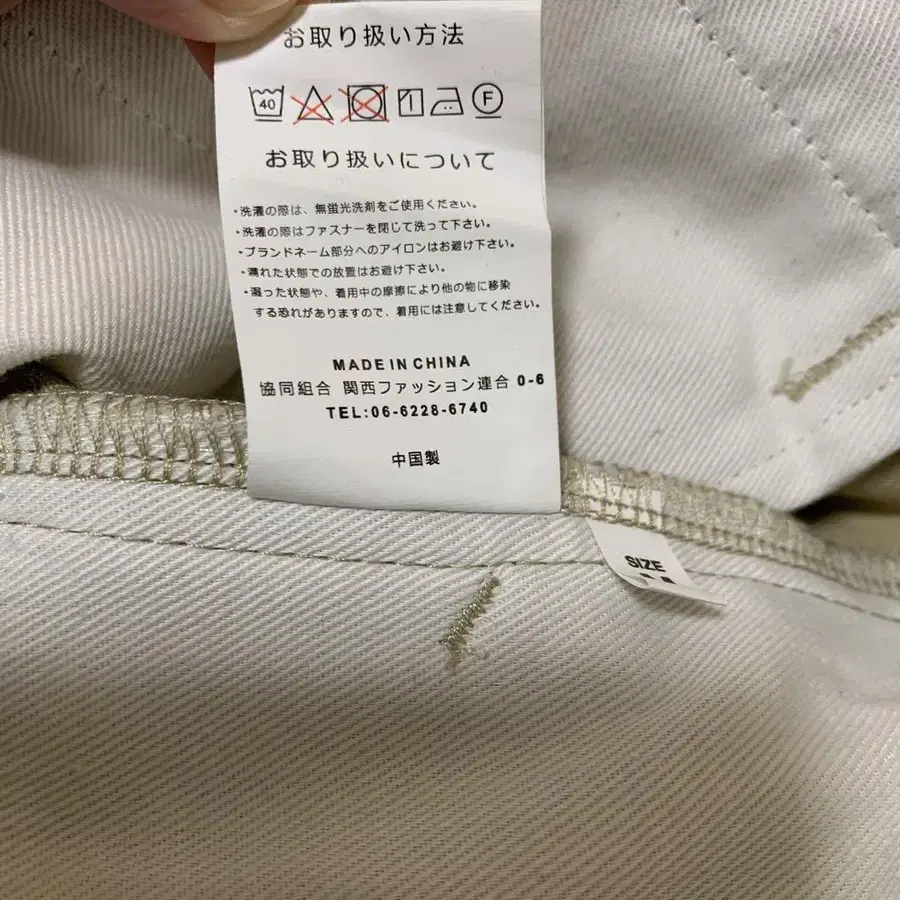 お取り扱い方法
40
F
お取り扱いについて
・洗濯の際は、無蛍光洗剤をご使用ください。
・洗濯の際はファスナーを閉じて洗って下さい。
・ブランドネーム部分へのアイロンはお避け下さい。
・濡れた状態での放置はお避け下さい。
・湿った状態や、着用中の摩擦により他の物に移染
する恐れがありますので、着用には注意してください。
MADE IN CHINA
協同組合 関西ファッション連合 0-6
TEL:06-6228-6740
中国製
SIZE